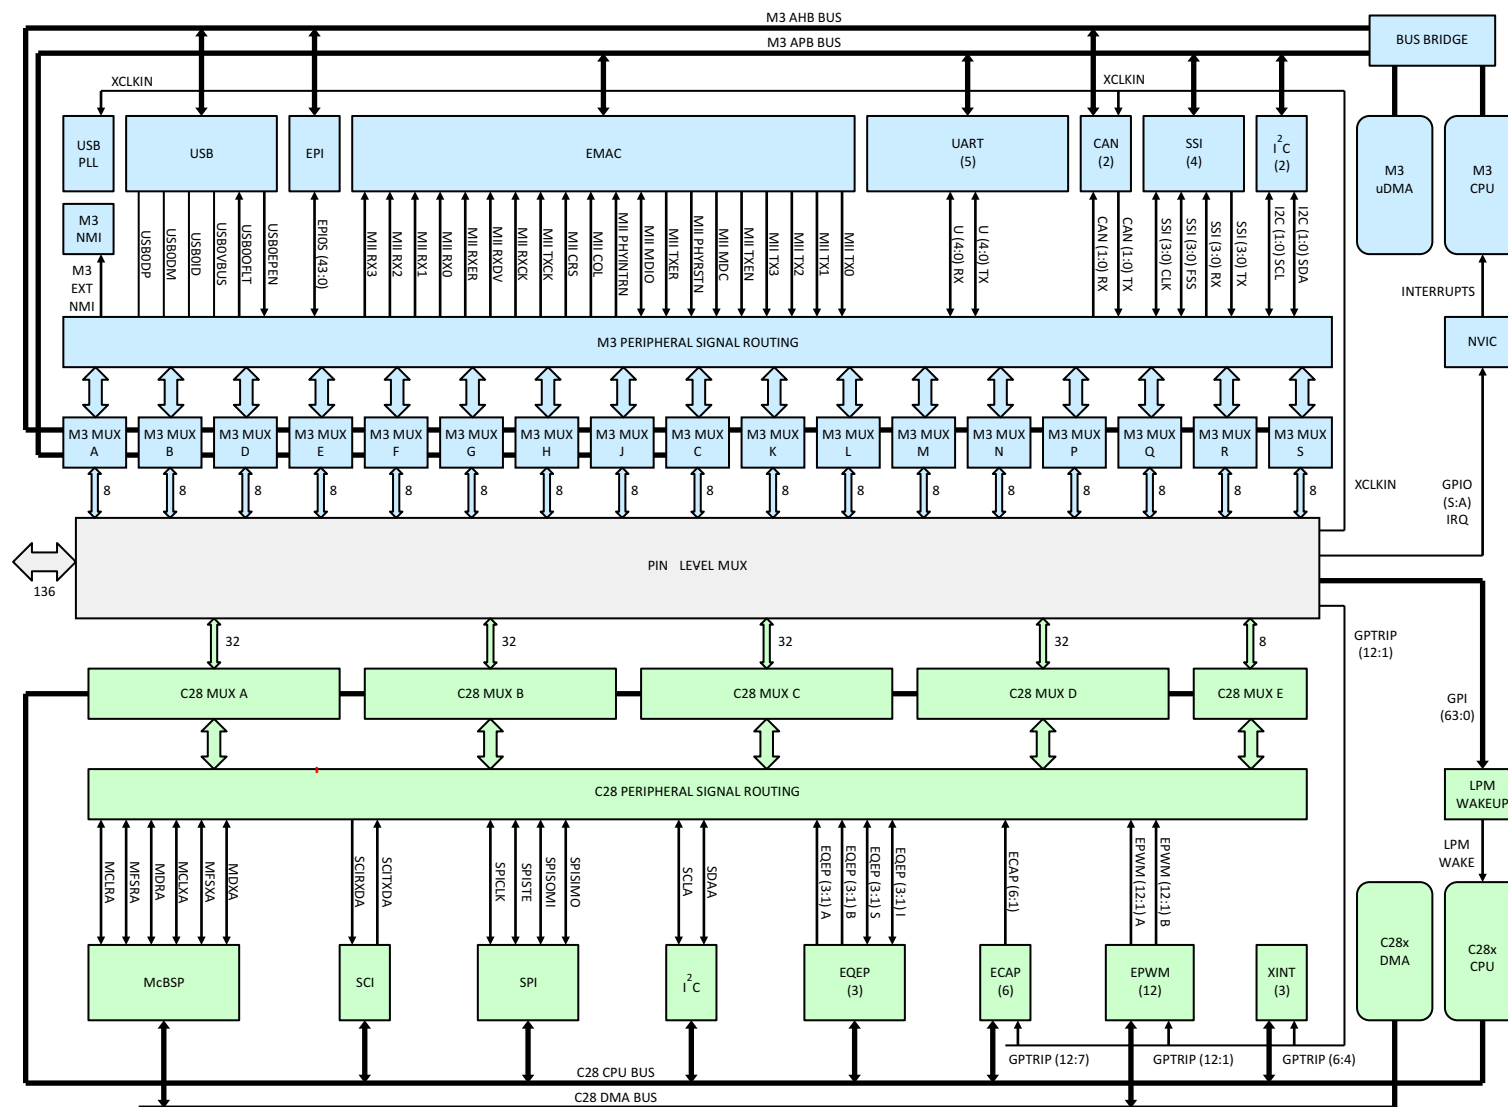 M3 AHB BUS
M3 APB BUS
BUS BRIDGE
XCLKIN
XCLKIN
USB
PLL
USB
EPI
EMAC
UART
(5)
CAN
(2)
SSI
(4)
I2C
(2)
M3
uDMA
M3
CPU
M3
NMI
M3
EXT
NMI
USB0DP
USB0DM
USB0ID
USB0VBUS
USB0OFLT
USB0EPEN
EPI0S (43:0)
MII RX3
MII RX2
MII RX1
MII RX0
MII RXER
MII RXDV
MII RXCK
MII TXCK
MII CRS
MII COL
MII PHYINTRN
MII MDIO
MII TXER
MII PHYRSTN
MII MDC
MII TXEN
MII TX3
MII TX2
MII TX1
MII TX0
U (4:0) RX
U (4:0) TX
CAN (1:0) RX
CAN (1:0) TX
SSI (3:0) CLK
SSI (3:0) FSS
SSI (3:0) RX
SSI (3:0) TX
I2C (1:0) SCL
I2C (1:0) SDA
INTERRUPTS
M3 PERIPHERAL SIGNAL ROUTING
NVIC
M3 MUX
A
M3 MUX
B
M3 MUX
D
M3 MUX
E
M3 MUX
F
M3 MUX
G
M3 MUX
H
M3 MUX
J
M3 MUX
C
M3 MUX
K
M3 MUX
L
M3 MUX
M
M3 MUX
N
M3 MUX
P
M3 MUX
Q
M3 MUX
R
M3 MUX
S
8 8 8 8 8 8 8 8 8 8 8 8 8 8 8 8 8
XCLKIN
GPIO
(S:A)
IRQ
PIN LEVEL MUX
136
32
32
32
32
8
GPTRIP
(12:1)
C28 MUX A
C28 MUX B
C28 MUX C
C28 MUX D
C28 MUX E
GPI
(63:0)
C28 PERIPHERAL SIGNAL ROUTING
LPM
WAKEUP
LPM
WAKE
MCLRA
MFSRA
MDRA
MCLXA
MFSXA
MDXA
SCIRXDA
SCITXDA
SPICLK
SPISTE
SPISOMI
SPISIMO
SCLA
SDAA
EQEP (3:1) A
EQEP (3:1) B
EQEP (3:1) S
EQEP (3:1) I
ECAP (6:1)
EPWM (12:1) A
EPWM (12:1) B
McBSP
SCI
SPI
I2C
EQEP
(3)
ECAP
(6)
EPWM
(12)
XINT
(3)
C28x
DMA
C28x
CPU
GPTRIP (12:7)
GPTRIP (12:1)
GPTRIP (6:4)
C28 CPU BUS
C28 DMA BUS